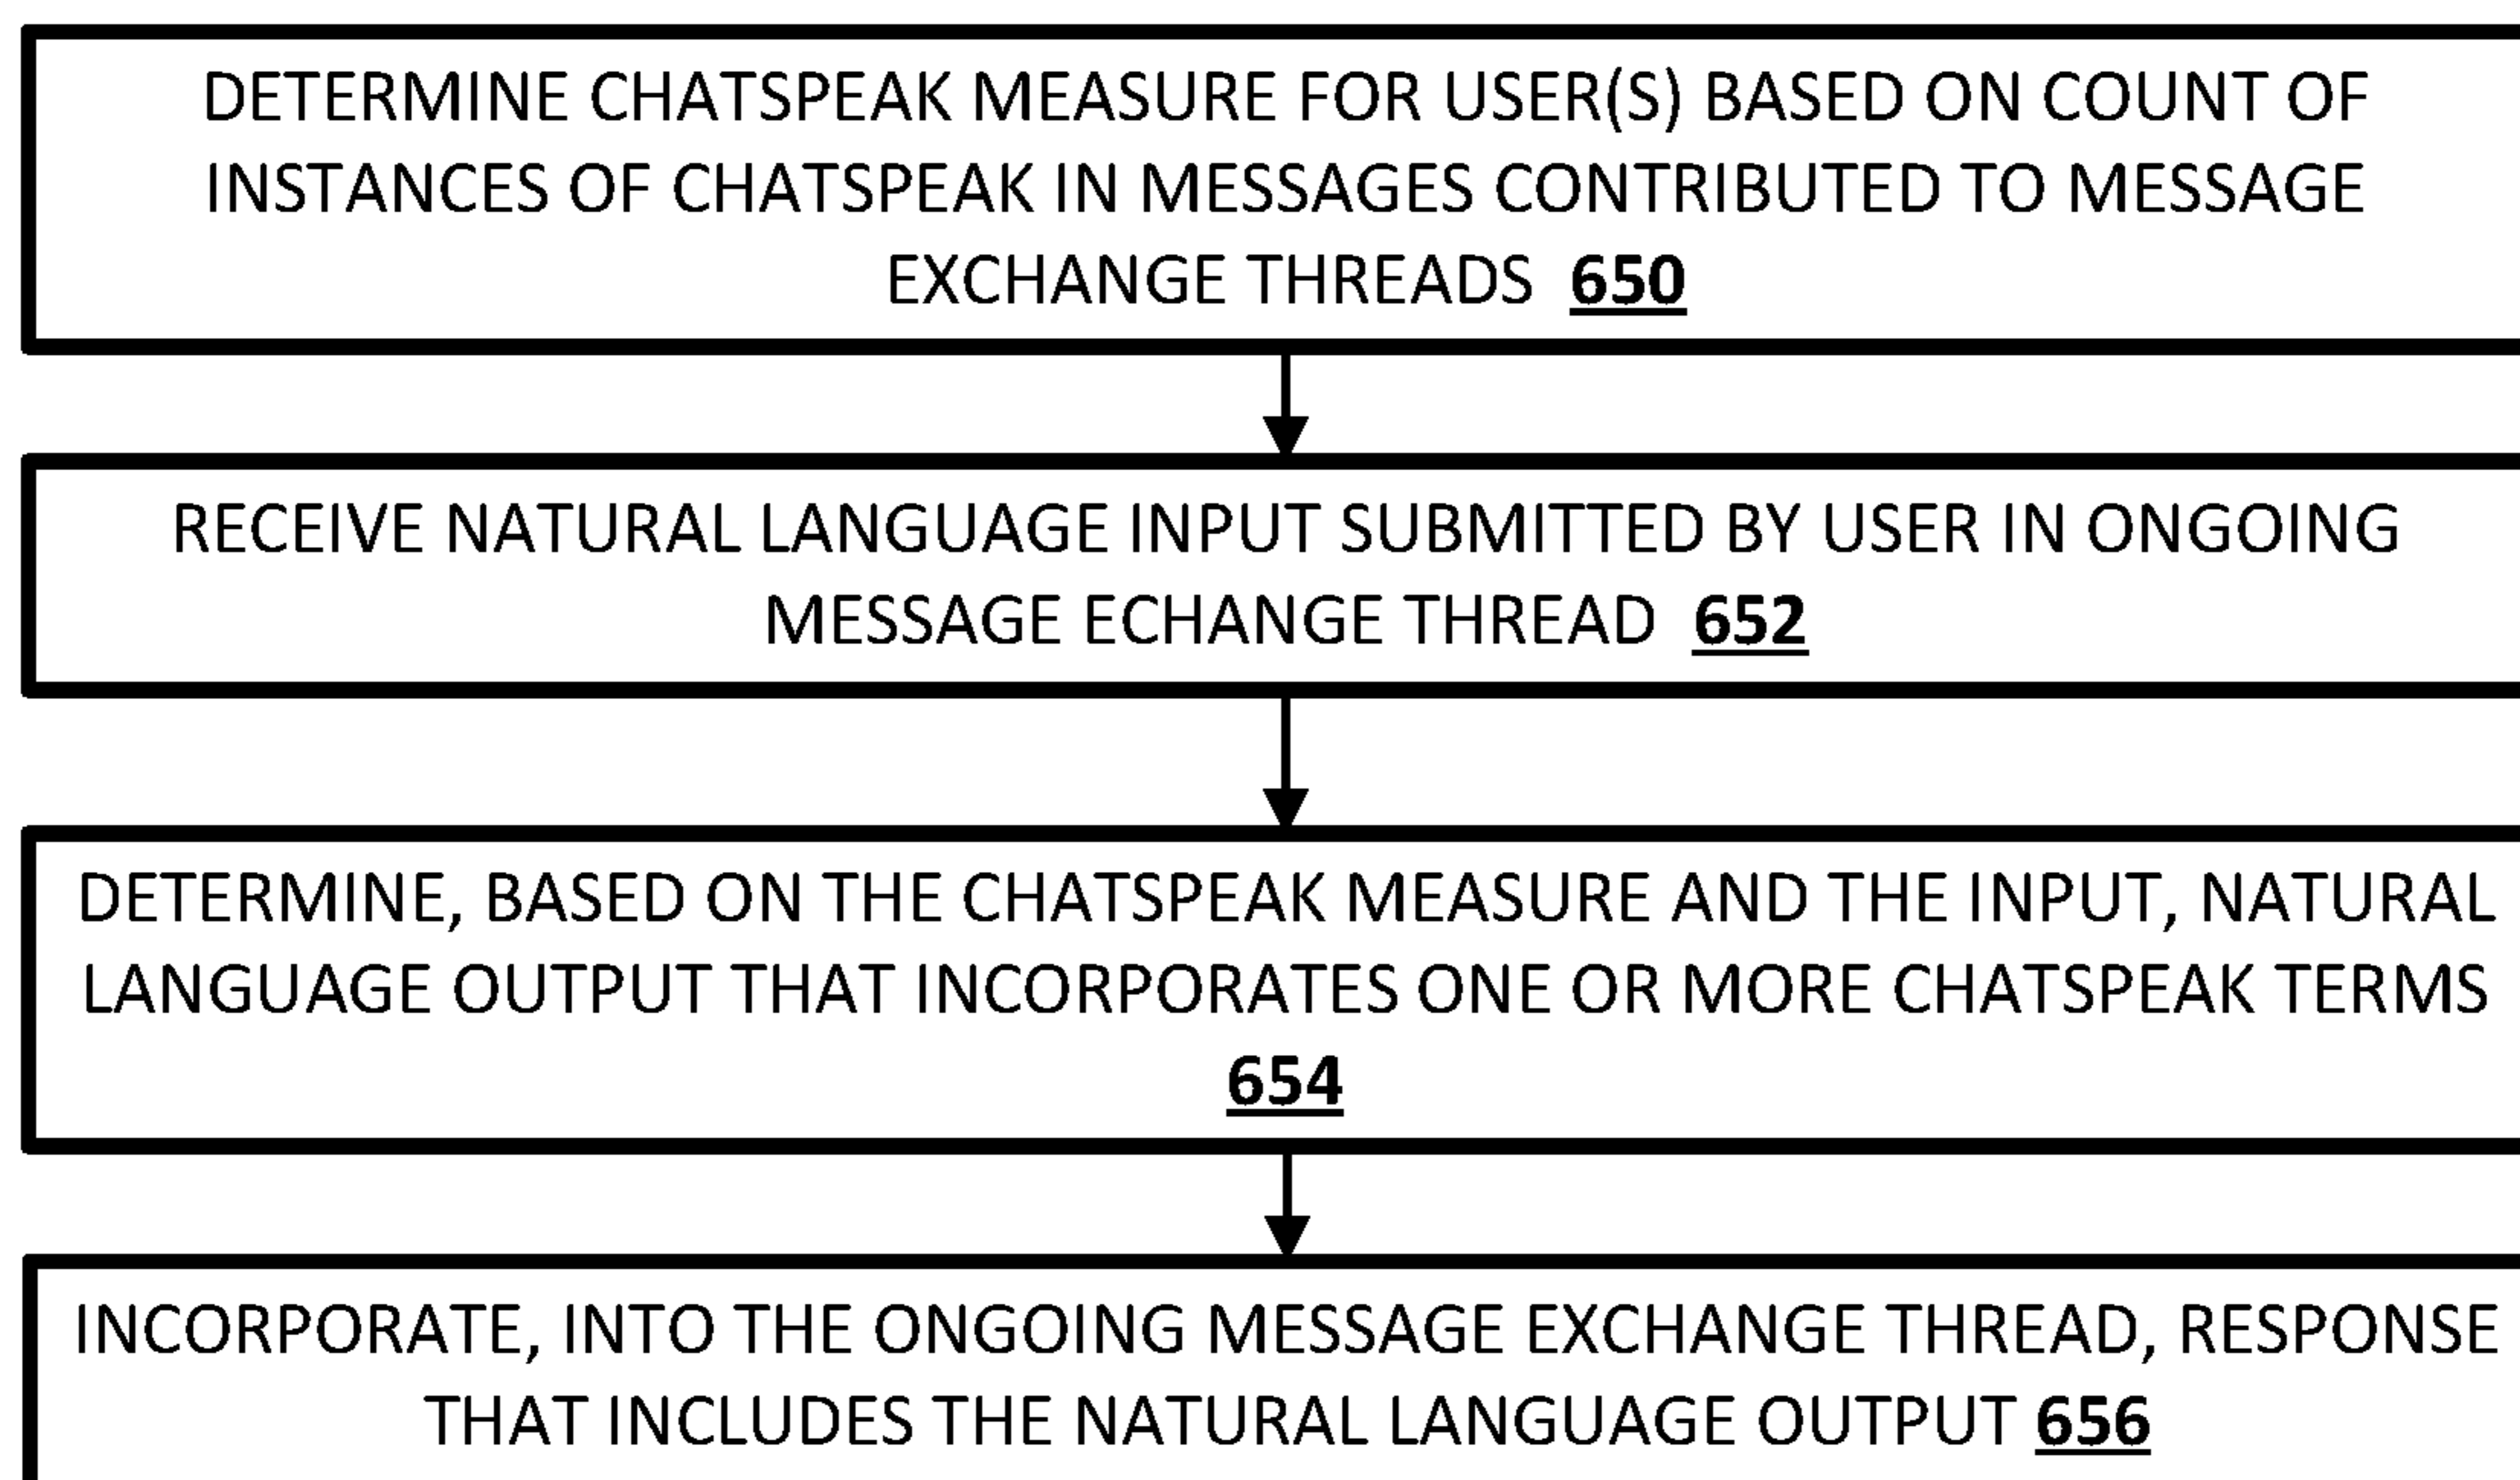 DETERMINE CHATSPEAK MEASURE FOR USER(S) BASED ON COUNT OF
INSTANCES OF CHATSPEAK IN MESSAGES CONTRIBUTED TO MESSAGE
EXCHANGE THREADS 650
RECEIVE NATURAL LANGUAGE INPUT SUBMITTED BY USER IN ONGOING
MESSAGE ECHANGE THREAD 652
DETERMINE, BASED ON THE CHATSPEAK MEASURE AND THE INPUT, NATURAL
LANGUAGE OUTPUT THAT INCORPORATES ONE OR MORE CHATSPEAK TERMS
654
INCORPORATE, INTO THE ONGOING MESSAGE EXCHANGE THREAD, RESPONSE
THAT INCLUDES THE NATURAL LANGUAGE OUTPUT 656